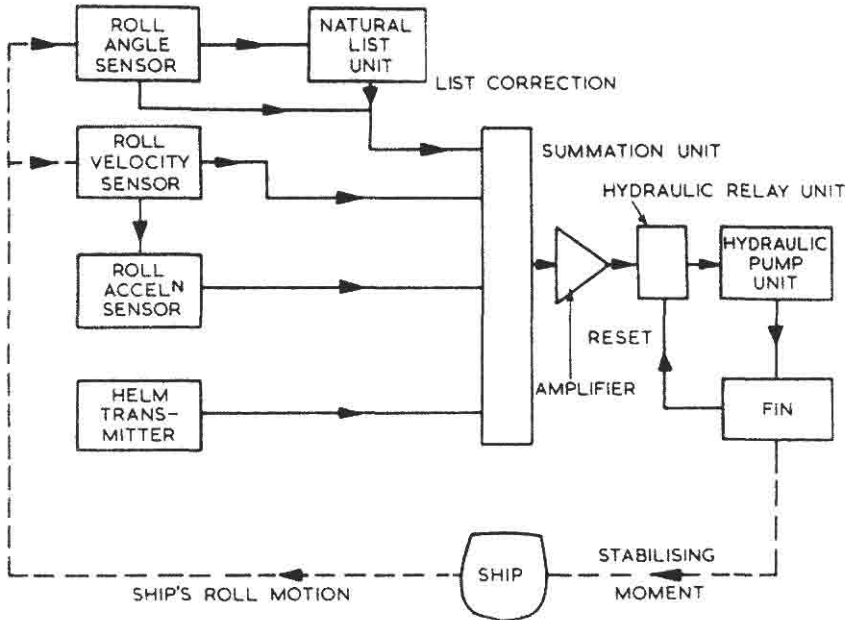 ROLL
ANGLE
SENSOR
NATURAL
LIST
UNIT
LIST CORRECTION
ROLL
VELOCITY
SENSOR
SUMMATION UNIT
HYDRAULIC RELAY UNIT
ROLL
ACCELᴺ
SENSOR
HYDRAULIC
PUMP
UNIT
RESET
AMPLIFIER
HELM
TRANS-
MITTER
FIN
SHIP
STABILISING
MOMENT
SHIP'S ROLL MOTION